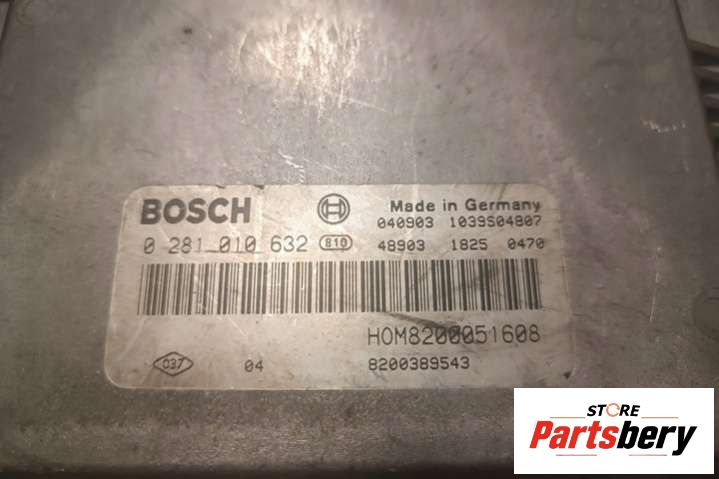 BOSCH
Made in Germany
040903 1039S04807
0 281 010 632 810
48903 1825 0470
HOM8200051608
037 04 8200389543
STORE
Partsbery